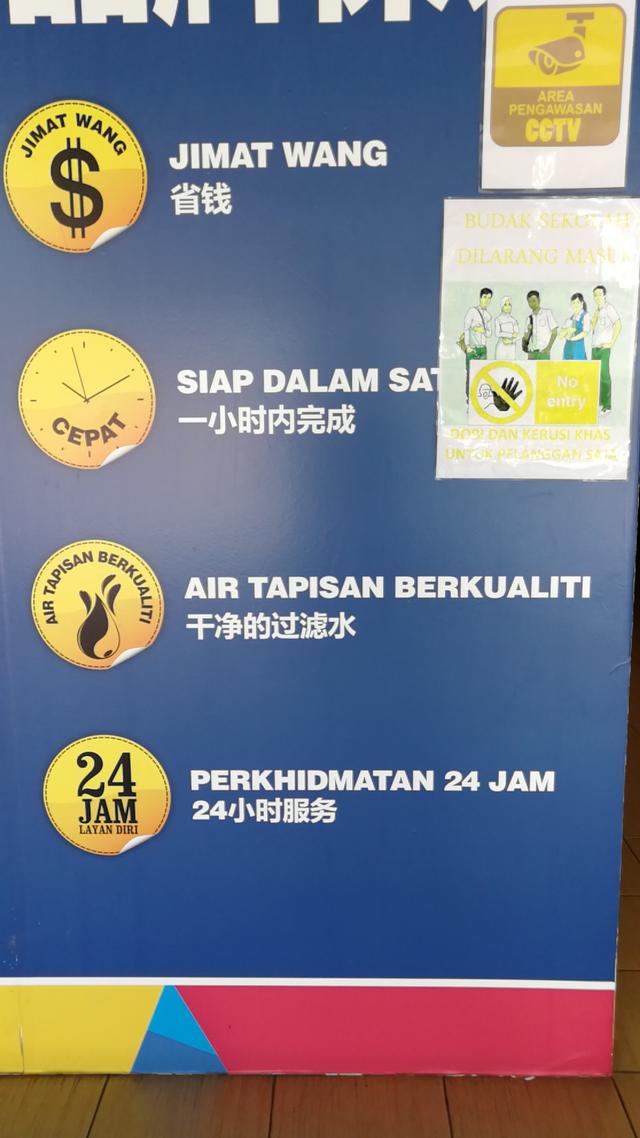 AREA
PENGAWASAN
CCTV
JIMAT WANG
JIMAT WANG
省钱
BUDAK SEKOLAH
DILARANG MASUK
No
entry
DOBI DAN KERUSI KHAS
UNTUK PELANGGAN SAJA
CEPAT
SIAP DALAM
一小时内完成
AIR TAPISAN BERKUALITI
AIR TAPISAN BERKUALITI
干净的过滤水
24
JAM
LAYAN DIRI
PERKHIDMATAN 24 JAM
24小时服务